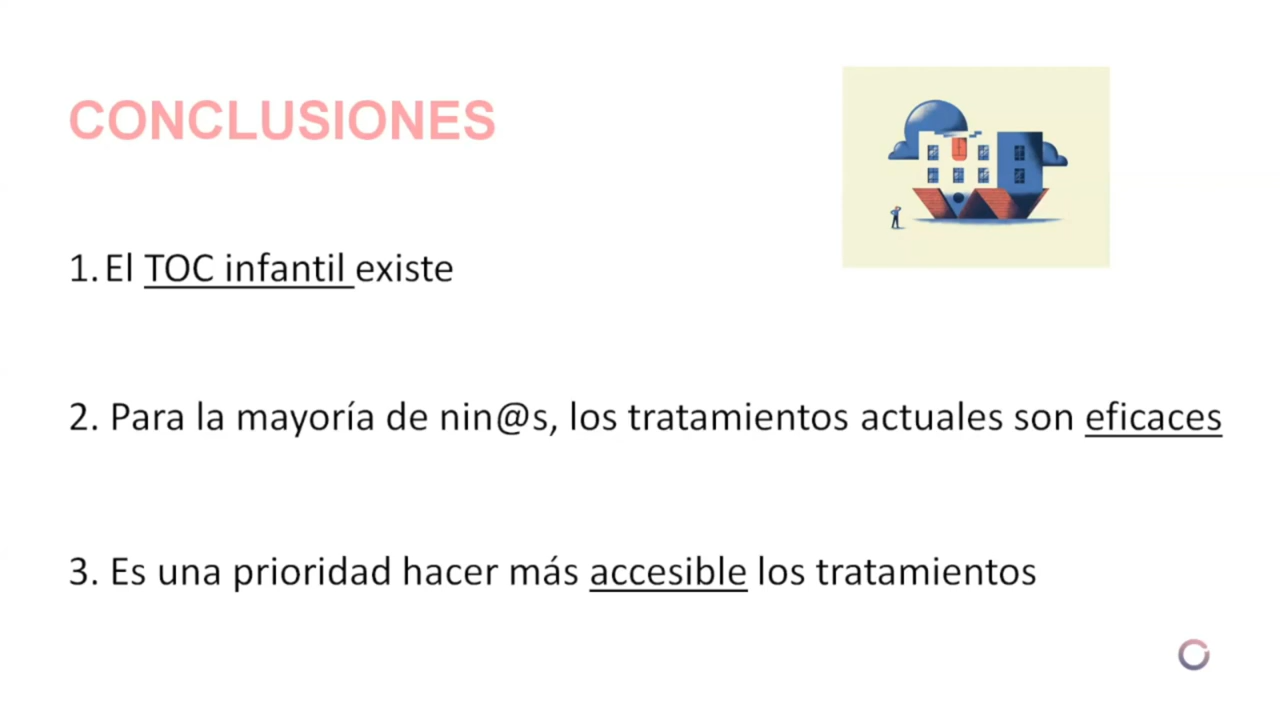 CONCLUSIONES
1. El TOC infantil existe
2. Para la mayoría de nin@s, los tratamientos actuales son eficaces
3. Es una prioridad hacer más accesible los tratamientos